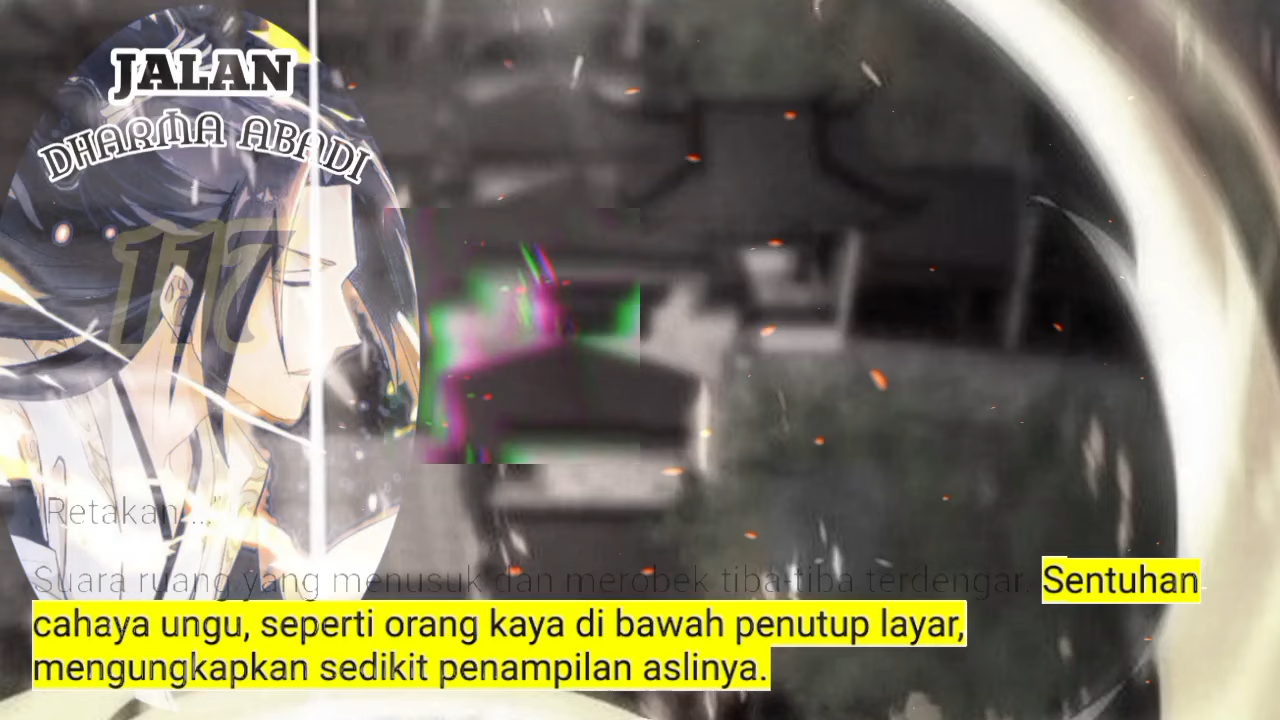 JALAN
DHARMA ABADI
117
"Retakan ..."
Suara ruang yang menusuk dan merobek tiba-tiba terdengar. Sentuhan
cahaya ungu, seperti orang kaya di bawah penutup layar,
mengungkapkan sedikit penampilan aslinya.